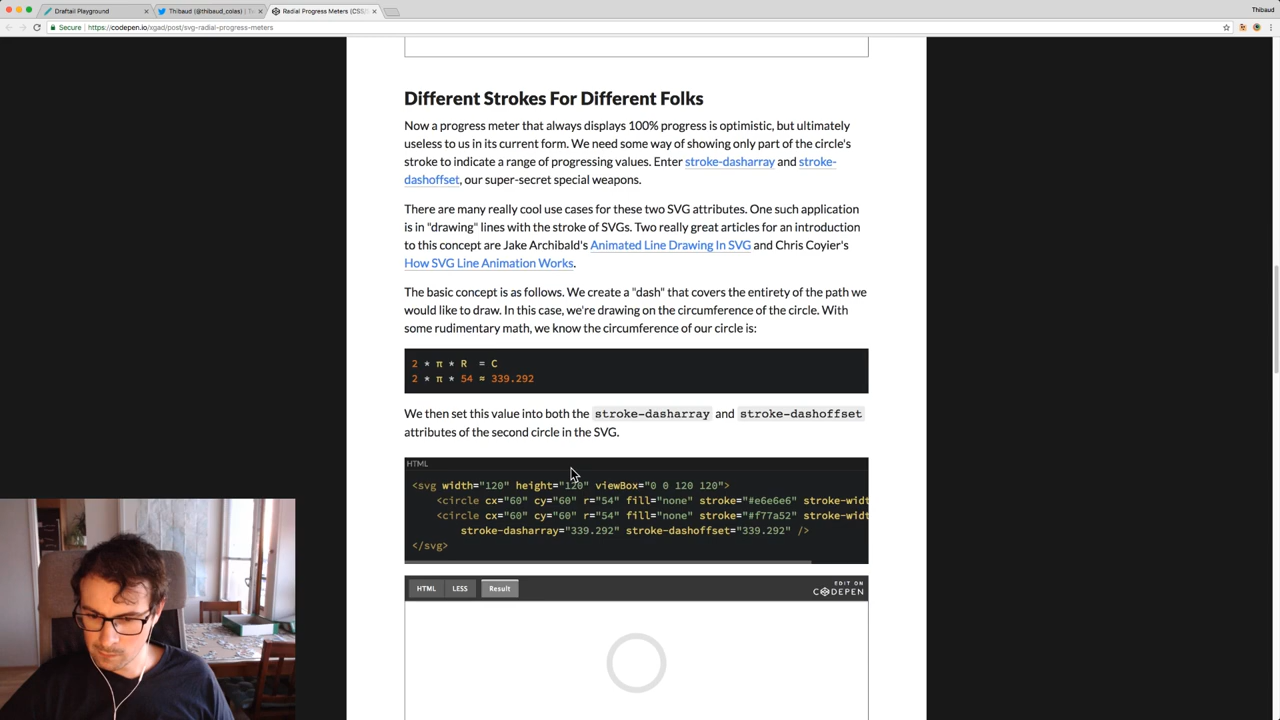 Draftail Playground
Thibaud (@thibaud_colas) | Tw
Radial Progress Meters (CSS/S
Thibaud
Secure
https://codepen.io/xgad/post/svg-radial-progress-meters
Different Strokes For Different Folks
Now a progress meter that always displays 100% progress is optimistic, but ultimately
useless to us in its current form. We need some way of showing only part of the circle's
stroke to indicate a range of progressing values. Enter stroke-dasharray and stroke-
dashoffset, our super-secret special weapons.
There are many really cool use cases for these two SVG attributes. One such application
is in "drawing" lines with the stroke of SVGs. Two really great articles for an introduction
to this concept are Jake Archibald's Animated Line Drawing In SVG and Chris Coyier's
How SVG Line Animation Works.
The basic concept is as follows. We create a "dash" that covers the entirety of the path we
would like to draw. In this case, we're drawing on the circumference of the circle. With
some rudimentary math, we know the circumference of our circle is:
2 * π * R = C
2 * π * 54 ≈ 339.292
We then set this value into both the stroke-dasharray and stroke-dashoffset
attributes of the second circle in the SVG.
HTML
<svg width="120" height="120" viewBox="0 0 120 120">
<circle cx="60" cy="60" r="54" fill="none" stroke="#e6e6e6" stroke-widt
<circle cx="60" cy="60" r="54" fill="none" stroke="#f77a52" stroke-widt
stroke-dasharray="339.292" stroke-dashoffset="339.292" />
</svg>
HTML LESS Result
EDIT ON
CODEPEN